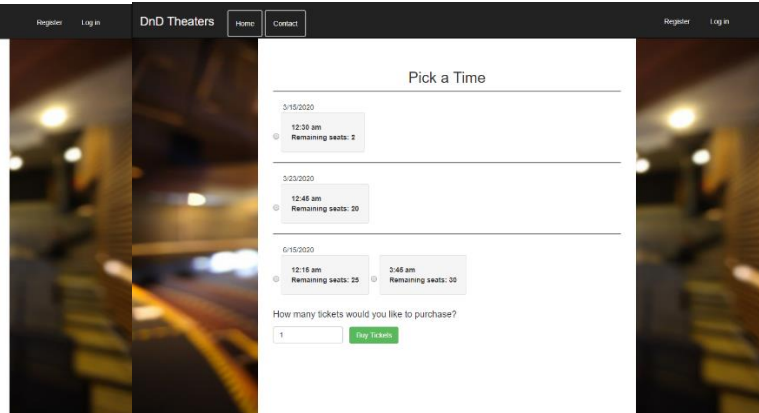 Register Log in
DnD Theaters Home Contact Register Log in
Pick a Time
3/15/2020
12:30 am
Remaining seats: 2
3/23/2020
12:45 am
Remaining seats: 20
6/15/2020
12:15 am 3:45 am
Remaining seats: 25 Remaining seats: 30
How many tickets would you like to purchase?
1 Buy Tickets